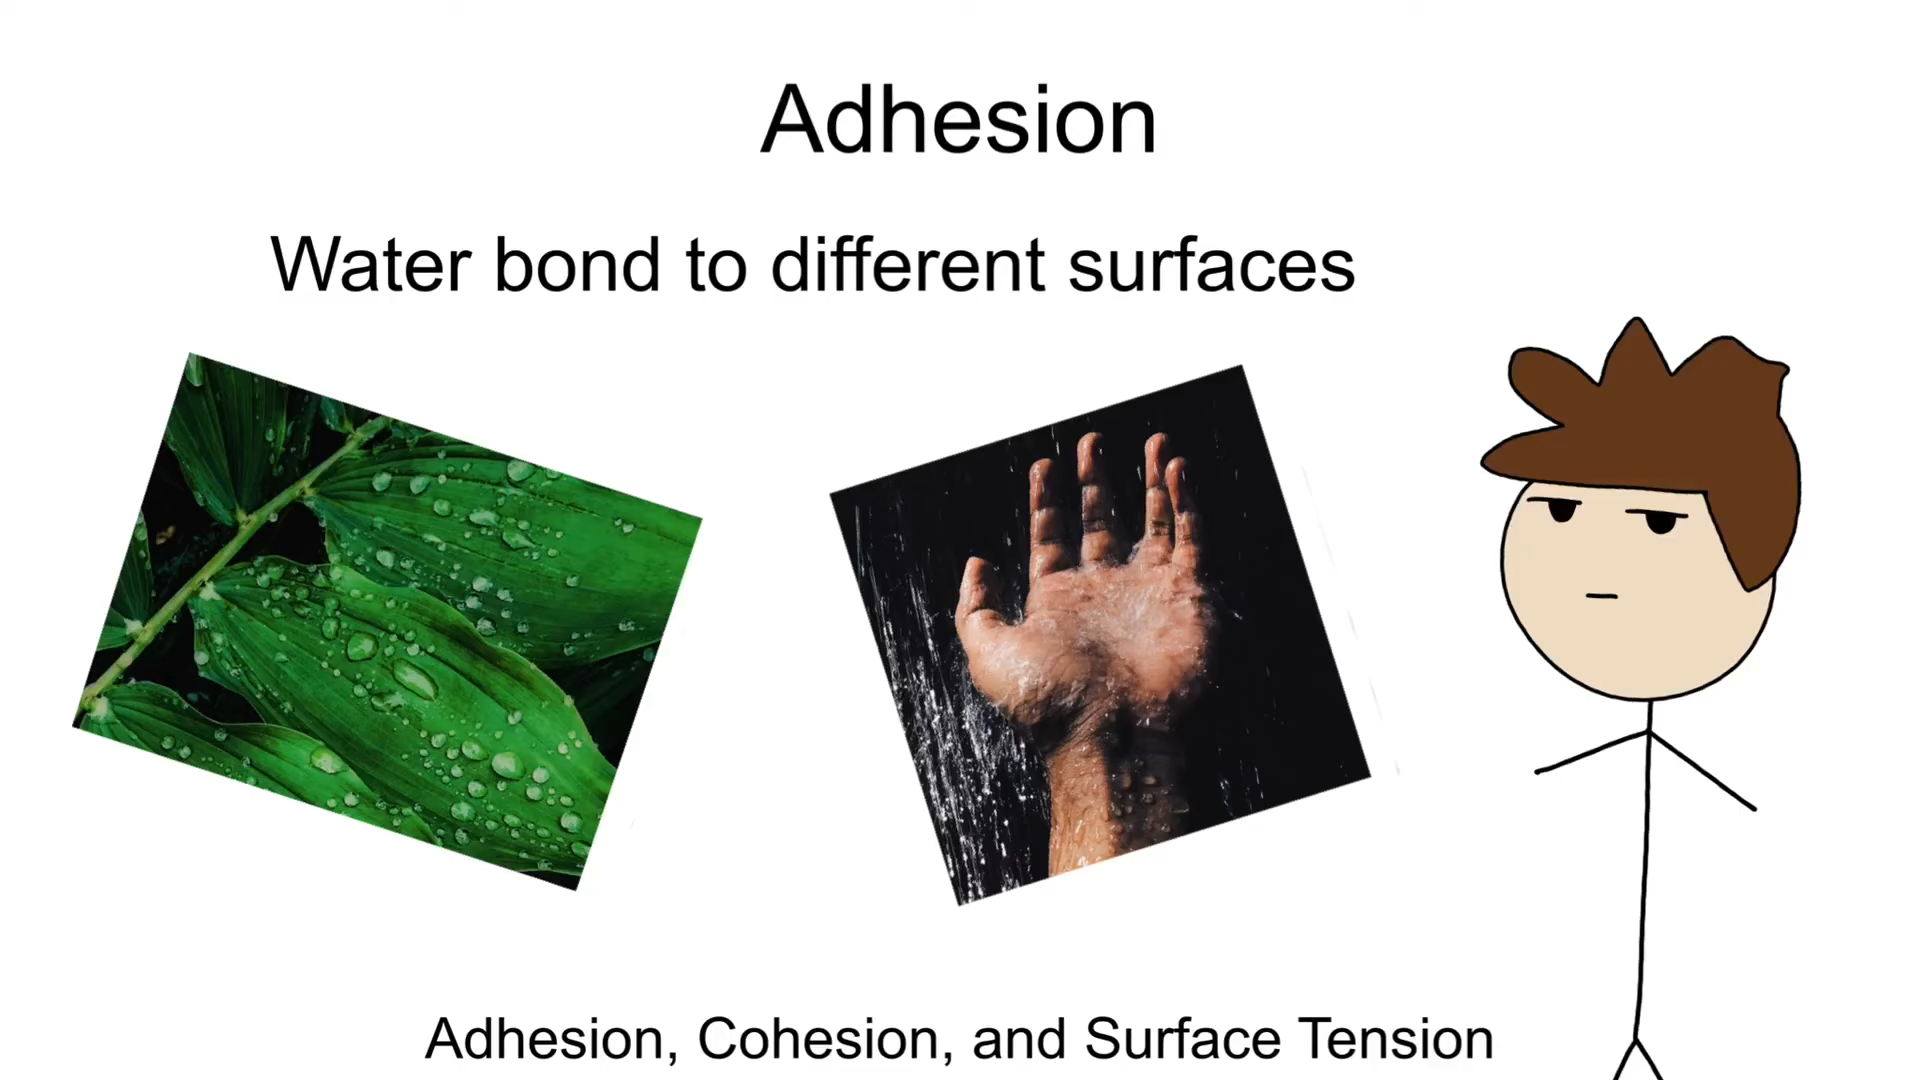 Adhesion
Water bond to different surfaces
Adhesion, Cohesion, and Surface Tension